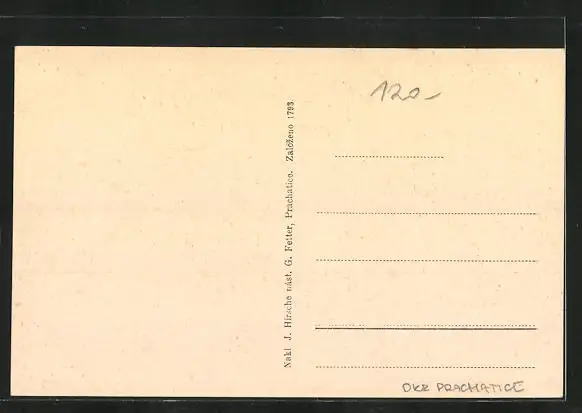 120.-
Nakl J. Hirsche nást. G. Fetter, Prachatice. Založeno 1793.
OKR PRACHATICE